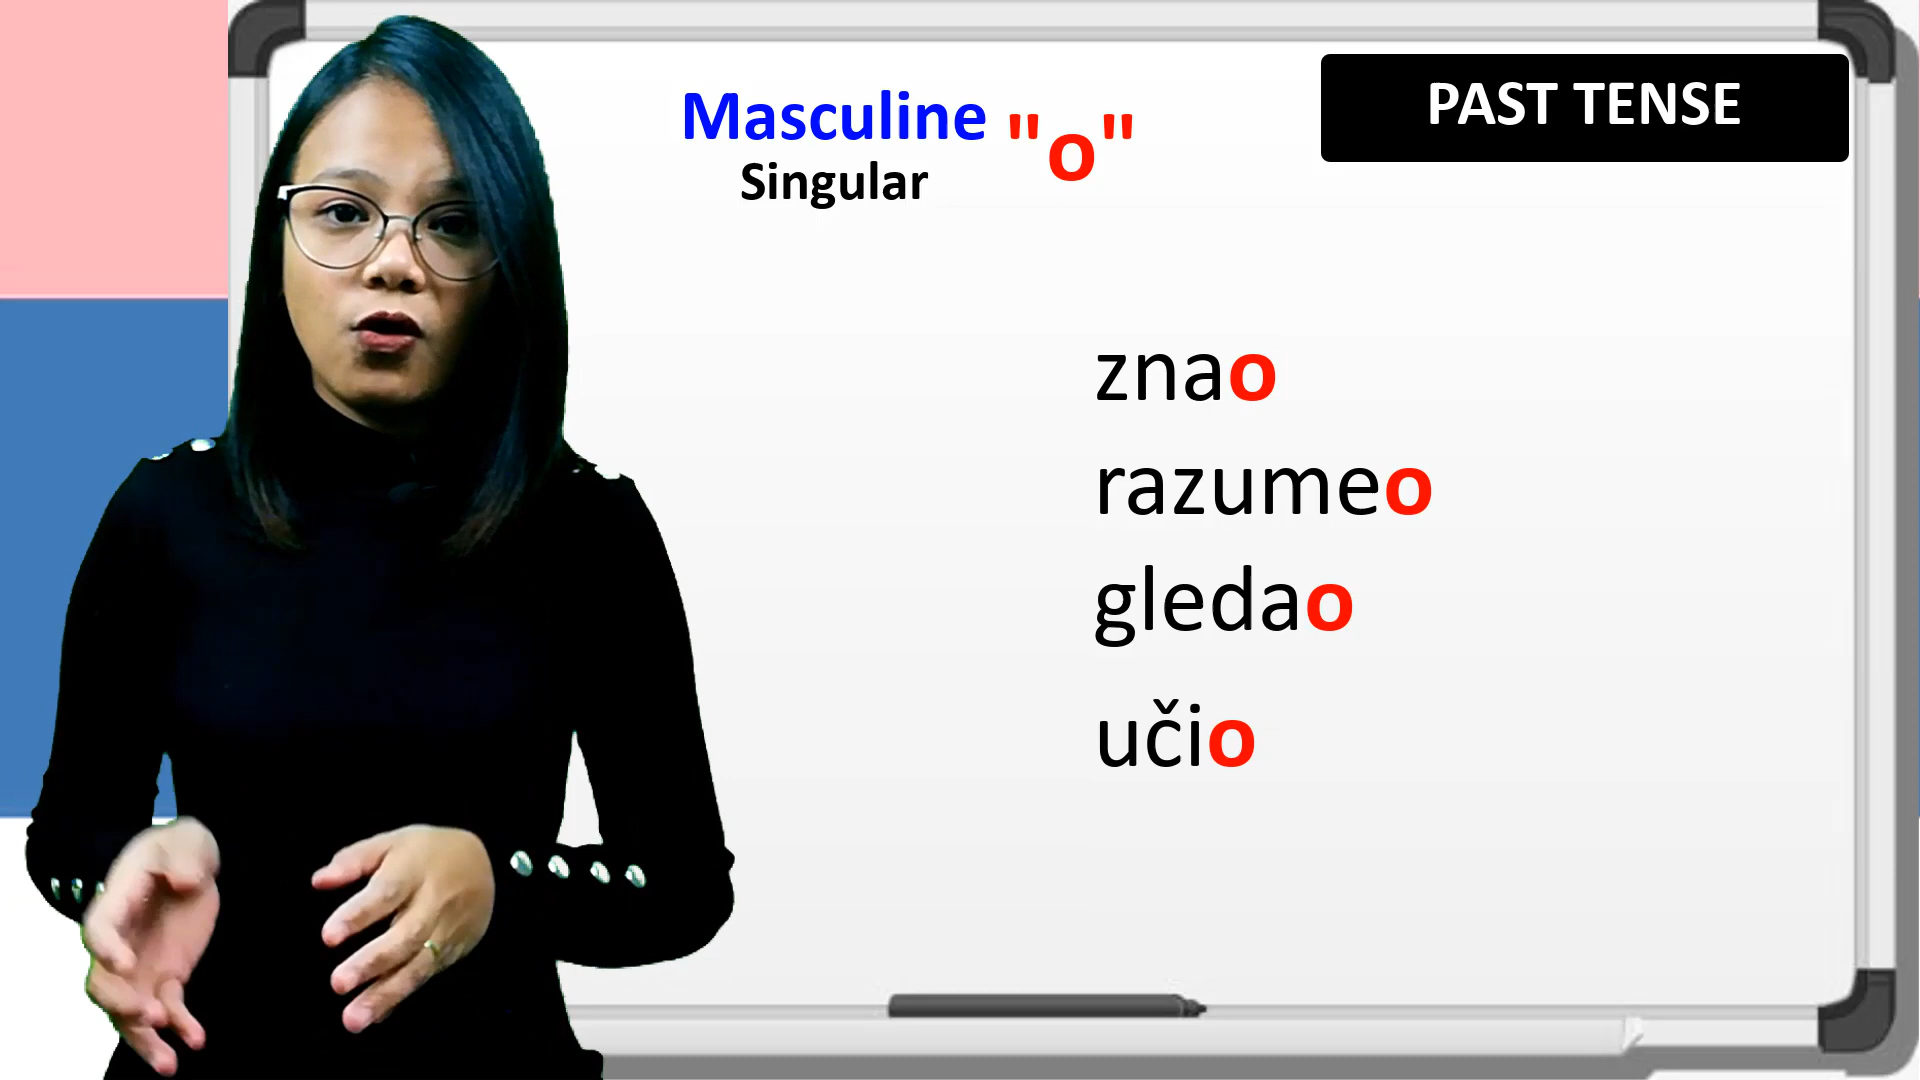 Masculine "o"
Singular
PAST TENSE
znao
razumeo
gledao
učio